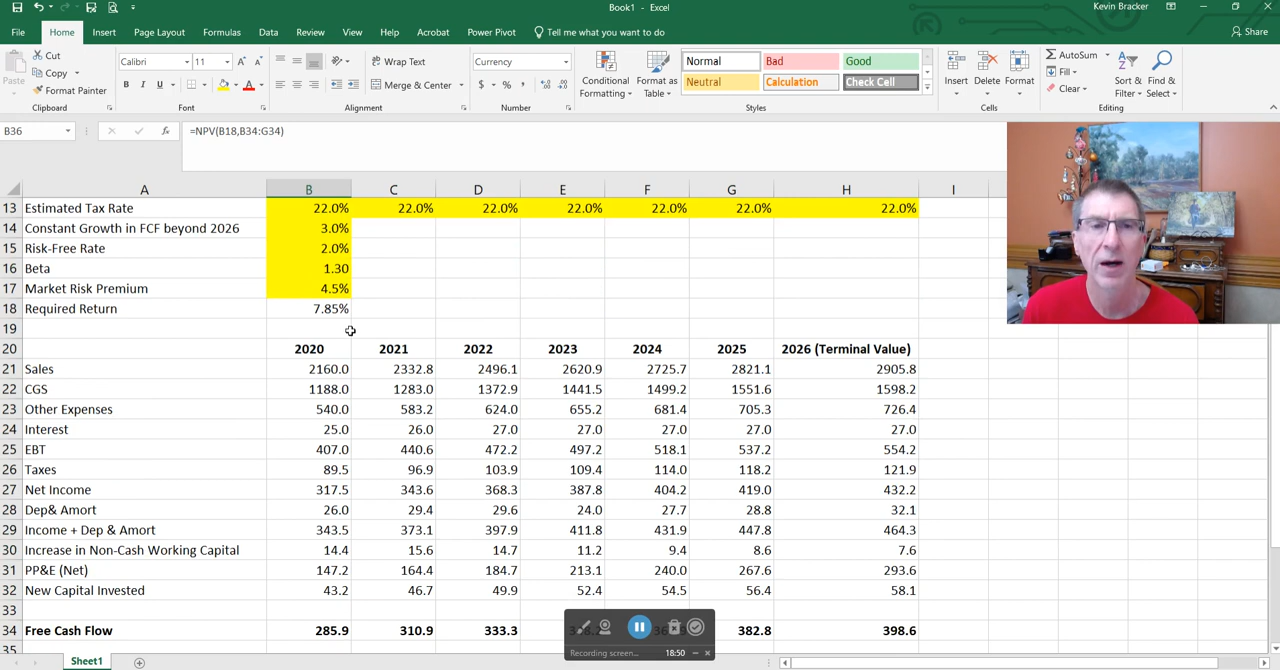 Book1 - Excel
Kevin Bracker
File Home Insert Page Layout Formulas Data Review View Help Acrobat Power Pivot Tell me what you want to do Share
Paste Cut Copy Format Painter Clipboard
Calibri 11 B I U Font
Wrap Text Merge & Center Alignment
Currency $ % , Number
Conditional Formatting Format as Table
Normal Bad Good
Neutral Calculation Check Cell
Styles
Insert Delete Format Cells
AutoSum Fill Clear Sort & Filter Find & Select Editing
B36 fx =NPV(B18,B34:G34)
A B C D E F G H I
13 Estimated Tax Rate 22.0% 22.0% 22.0% 22.0% 22.0% 22.0% 22.0%
14 Constant Growth in FCF beyond 2026 3.0%
15 Risk-Free Rate 2.0%
16 Beta 1.30
17 Market Risk Premium 4.5%
18 Required Return 7.85%
19
20 2020 2021 2022 2023 2024 2025 2026 (Terminal Value)
21 Sales 2160.0 2332.8 2496.1 2620.9 2725.7 2821.1 2905.8
22 CGS 1188.0 1283.0 1372.9 1441.5 1499.2 1551.6 1598.2
23 Other Expenses 540.0 583.2 624.0 655.2 681.4 705.3 726.4
24 Interest 25.0 26.0 27.0 27.0 27.0 27.0 27.0
25 EBT 407.0 440.6 472.2 497.2 518.1 537.2 554.2
26 Taxes 89.5 96.9 103.9 109.4 114.0 118.2 121.9
27 Net Income 317.5 343.6 368.3 387.8 404.2 419.0 432.2
28 Dep& Amort 26.0 29.4 29.6 24.0 27.7 28.8 32.1
29 Income + Dep & Amort 343.5 373.1 397.9 411.8 431.9 447.8 464.3
30 Increase in Non-Cash Working Capital 14.4 15.6 14.7 11.2 9.4 8.6 7.6
31 PP&E (Net) 147.2 164.4 184.7 213.1 240.0 267.6 293.6
32 New Capital Invested 43.2 46.7 49.9 52.4 54.5 56.4 58.1
33
34 Free Cash Flow 285.9 310.9 333.3 382.8 398.6
35
Recording screen... 18:50
Sheet1